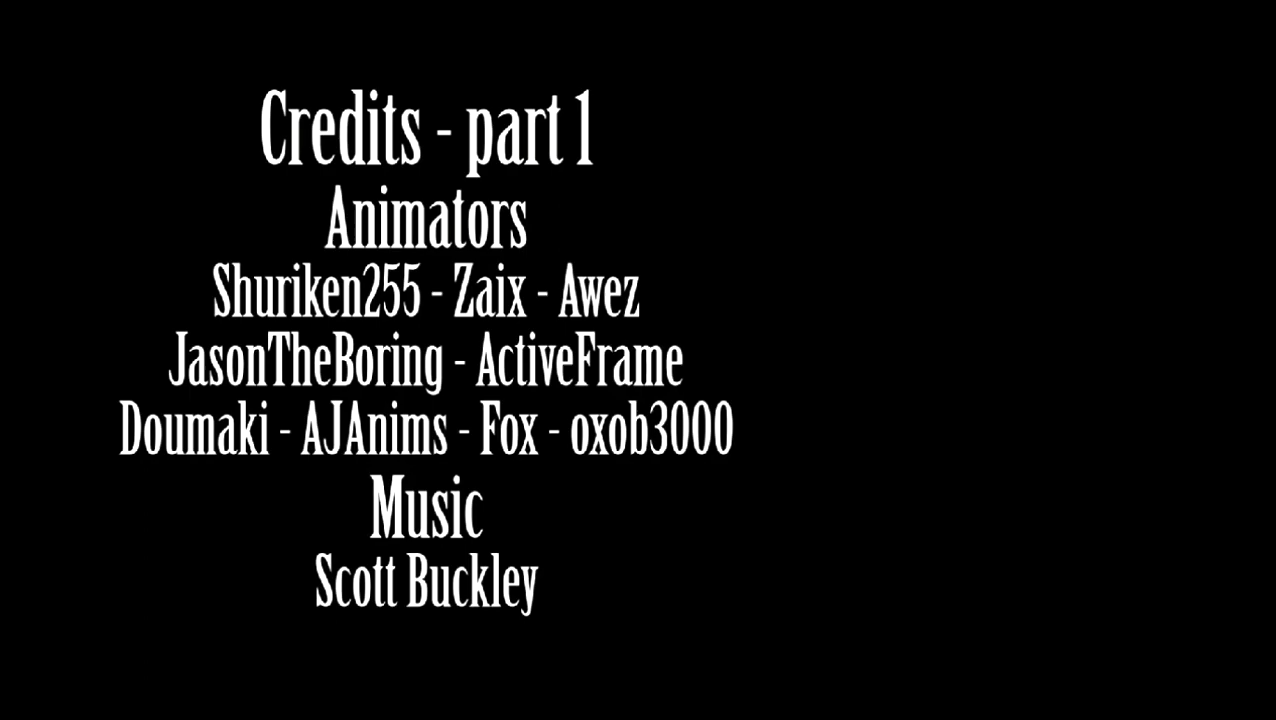 Credits - part 1
Animators
Shuriken255 - Zaix - Awez
JasonTheBoring - ActiveFrame
Doumaki - AJAnims - Fox - oxob3000
Music
Scott Buckley